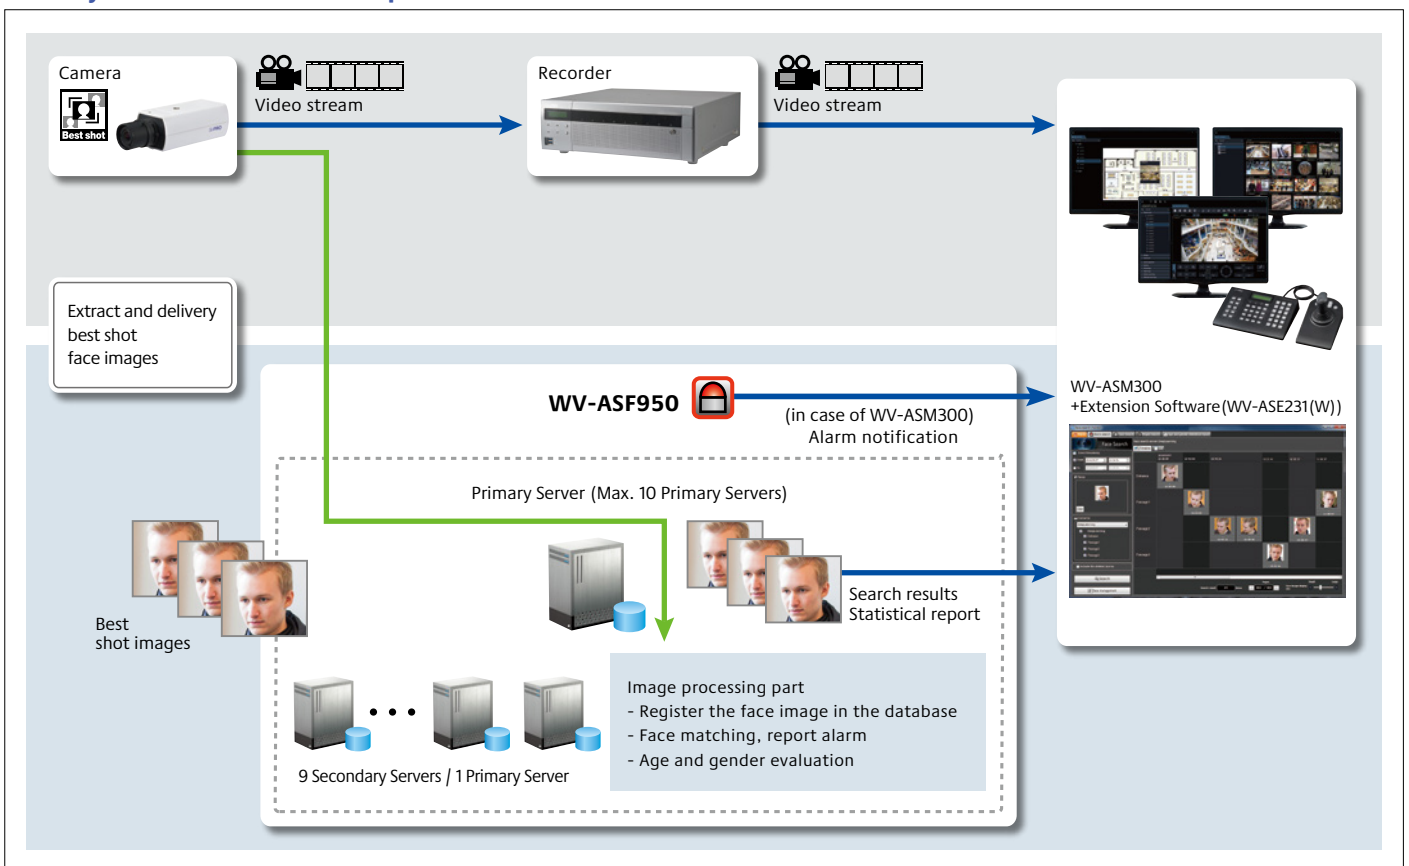 Camera
Best shot
Video stream
Recorder
Video stream
Extract and delivery
best shot
face images
WV-ASF950
(in case of WV-ASM300)
Alarm notification
WV-ASM300
+Extension Software(WV-ASE231(W))
Face Search
Primary Server (Max. 10 Primary Servers)
Best
shot images
Search results
Statistical report
Search
Image processing part
- Register the face image in the database
- Face matching, report alarm
- Age and gender evaluation
9 Secondary Servers / 1 Primary Server